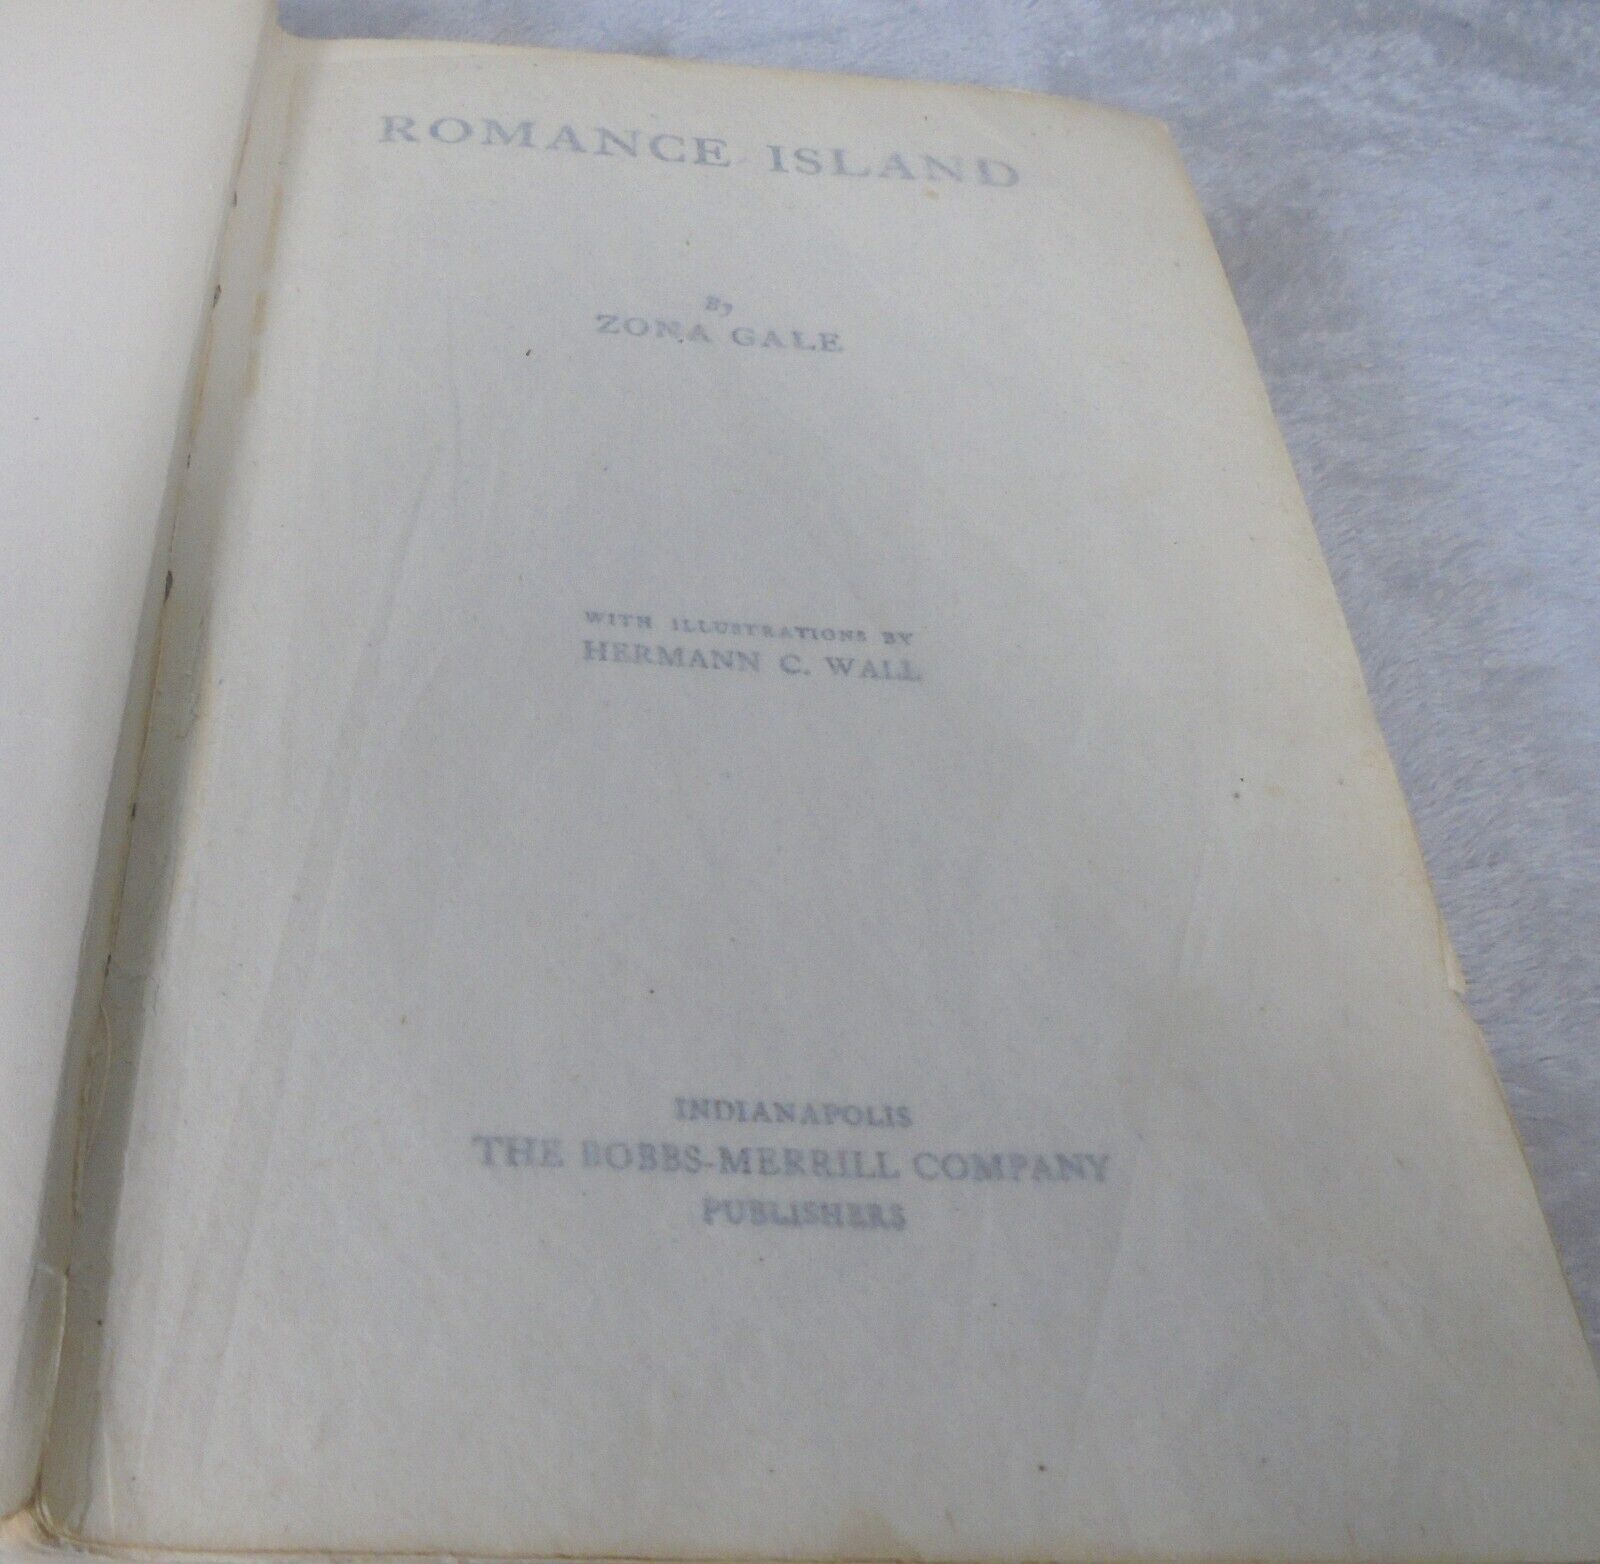 ROMANCE ISLAND
By
ZONA GALE
WITH ILLUSTRATIONS BY
HERMANN C. WALL
INDIANAPOLIS
THE BOBBS-MERRILL COMPANY
PUBLISHERS